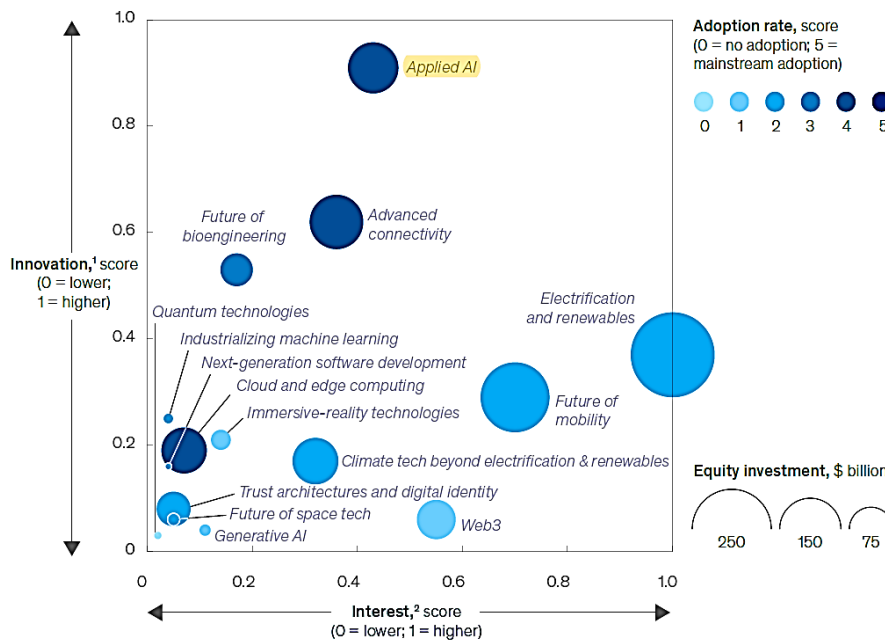 1.0
0.8
0.6
0.4
0.2
0
Innovation,¹ score
(0 = lower;
1 = higher)
Applied AI
Future of
bioengineering
Advanced
connectivity
Electrification
and renewables
Quantum technologies
Industrializing machine learning
Next-generation software development
Cloud and edge computing
Immersive-reality technologies
Future of
mobility
Climate tech beyond electrification & renewables
Trust architectures and digital identity
Future of space tech
Generative AI
Web3
0 0.2 0.4 0.6 0.8 1.0
Interest,² score
(0 = lower; 1 = higher)
Adoption rate, score
(0 = no adoption; 5 =
mainstream adoption)
0 1 2 3 4 5
Equity investment, $ billion
250 150 75